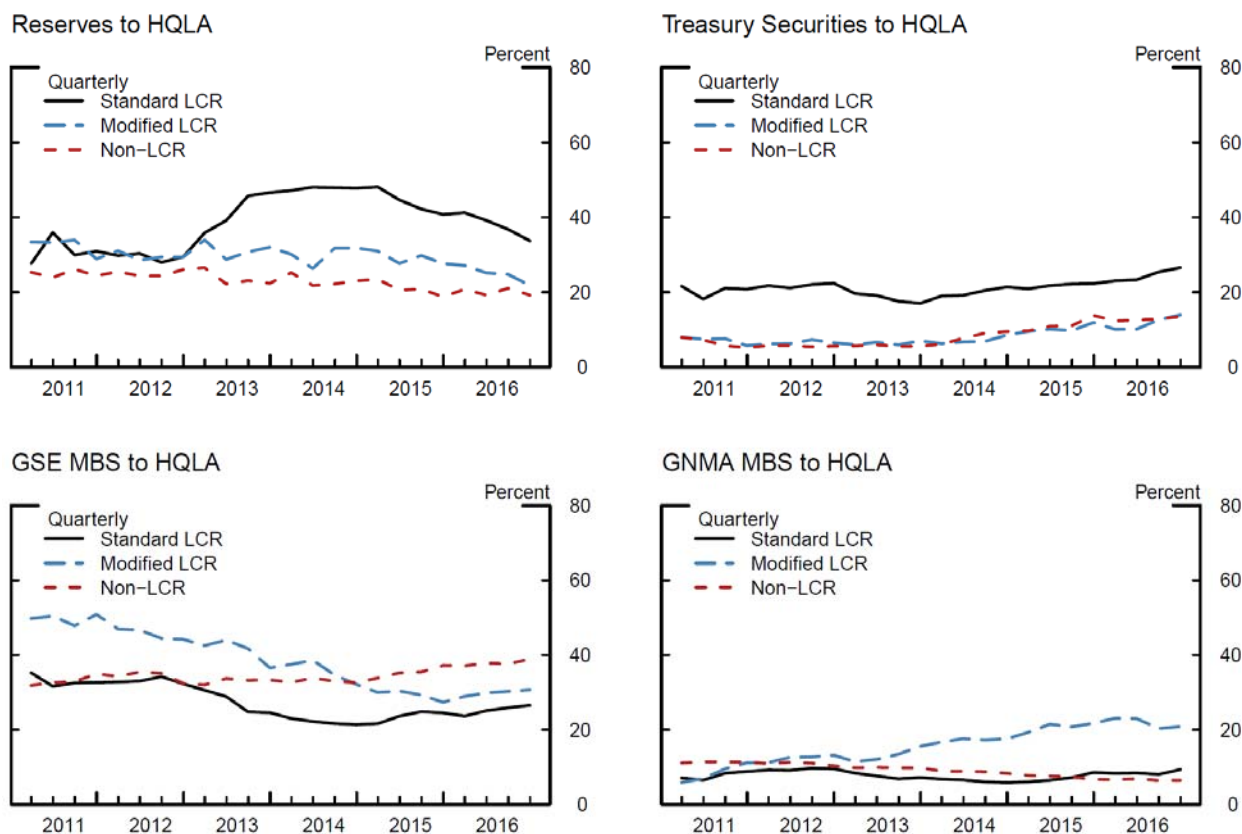 Reserves to HQLA
Percent
Quarterly
Standard LCR
Modified LCR
Non-LCR
80
60
40
20
0
2011 2012 2013 2014 2015 2016
Treasury Securities to HQLA
Percent
Quarterly
Standard LCR
Modified LCR
Non-LCR
80
60
40
20
0
2011 2012 2013 2014 2015 2016
GSE MBS to HQLA
Percent
Quarterly
Standard LCR
Modified LCR
Non-LCR
80
60
40
20
0
2011 2012 2013 2014 2015 2016
GNMA MBS to HQLA
Percent
Quarterly
Standard LCR
Modified LCR
Non-LCR
80
60
40
20
0
2011 2012 2013 2014 2015 2016